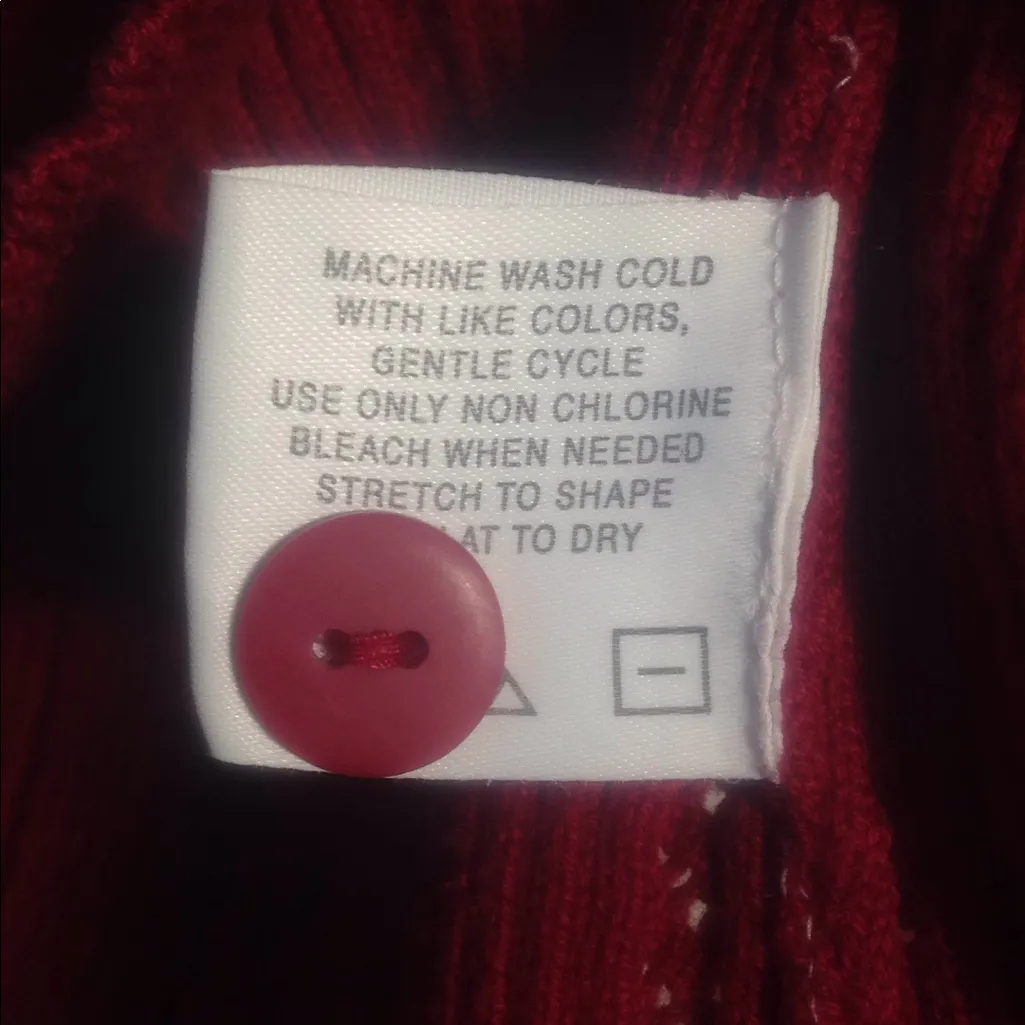 MACHINE WASH COLD
WITH LIKE COLORS,
GENTLE CYCLE
USE ONLY NON CHLORINE
BLEACH WHEN NEEDED
STRETCH TO SHAPE
TO DRY